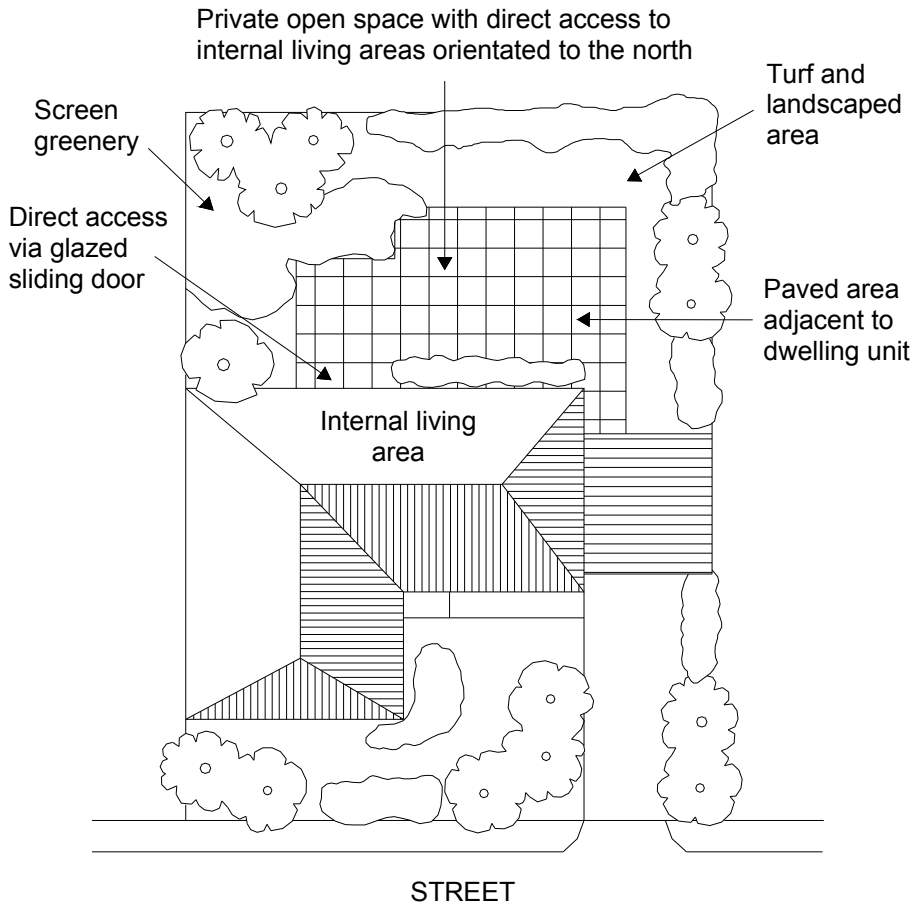 Private open space with direct access to
internal living areas orientated to the north
Turf and
landscaped
area
Screen
greenery
Direct access
via glazed
sliding door
Paved area
adjacent to
dwelling unit
Internal living
area
STREET